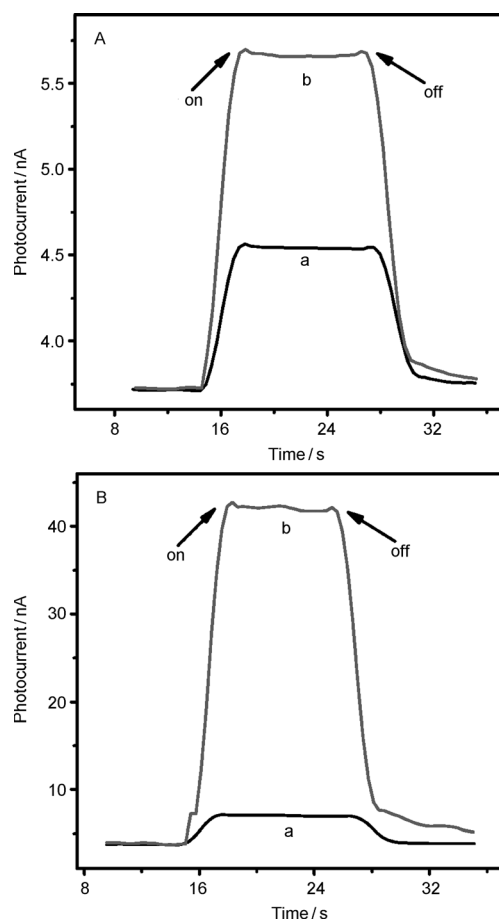 A
5.5
5.0
4.5
4.0
Photocurrent / nA
on
b
off
a
8
16
24
32
Time / s
B
40
30
20
10
Photocurrent / nA
on
b
off
a
8
16
24
32
Time / s